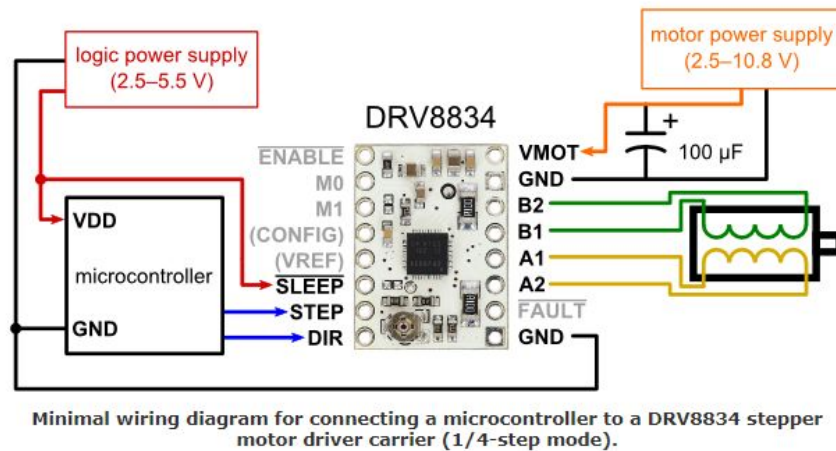 logic power supply
(2.5–5.5 V)
motor power supply
(2.5–10.8 V)
DRV8834
+
100 µF
ENABLE
M0
M1
(CONFIG)
(VREF)
SLEEP
STEP
DIR
VMOT
GND
B2
B1
A1
A2
FAULT
GND
VDD
microcontroller
GND
Minimal wiring diagram for connecting a microcontroller to a DRV8834 stepper
motor driver carrier (1/4-step mode).